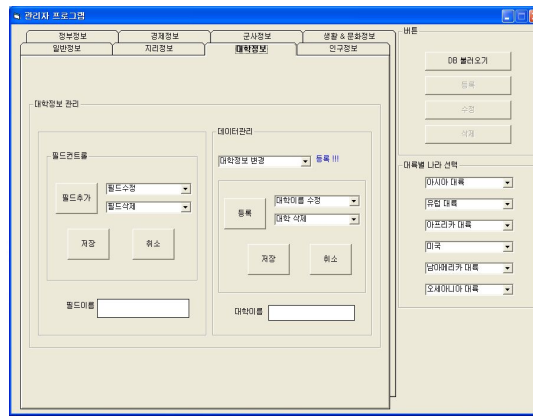 관리자 프로그램
정부정보 경제정보 군사정보 생활 & 문화정보
일반정보 지리정보 대학정보 인구정보
대학정보 관리
필드컨트롤
필드추가
필드수정
필드삭제
저장 취소
필드이름
데이터관리
대학정보 변경 등록 !!!
등록
대학이름 수정
대학 삭제
저장 취소
대학이름
버튼
DB 불러오기
등록
수정
삭제
대륙별 나라 선택
아시아 대륙
유럽 대륙
아프리카 대륙
미국
남아메리카 대륙
오세아니아 대륙